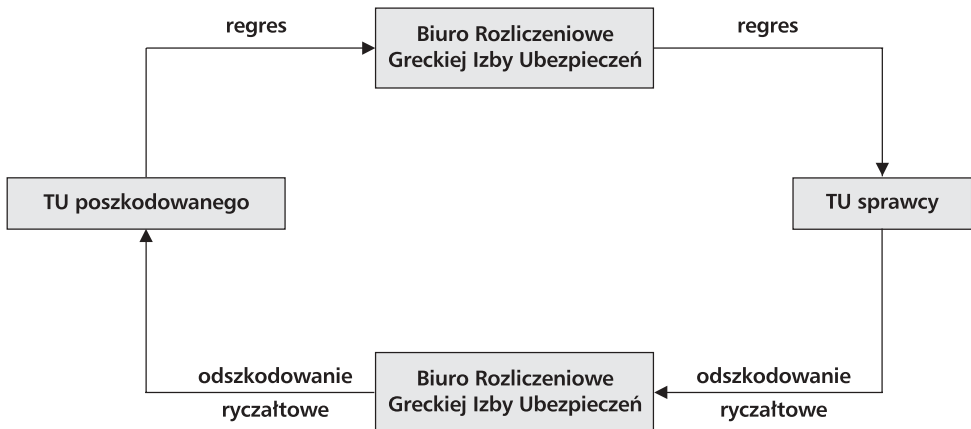 regres
Biuro Rozliczeniowe
Greckiej Izby Ubezpieczeń
regres
TU poszkodowanego
TU sprawcy
odszkodowanie
ryczałtowe
Biuro Rozliczeniowe
Greckiej Izby Ubezpieczeń
odszkodowanie
ryczałtowe